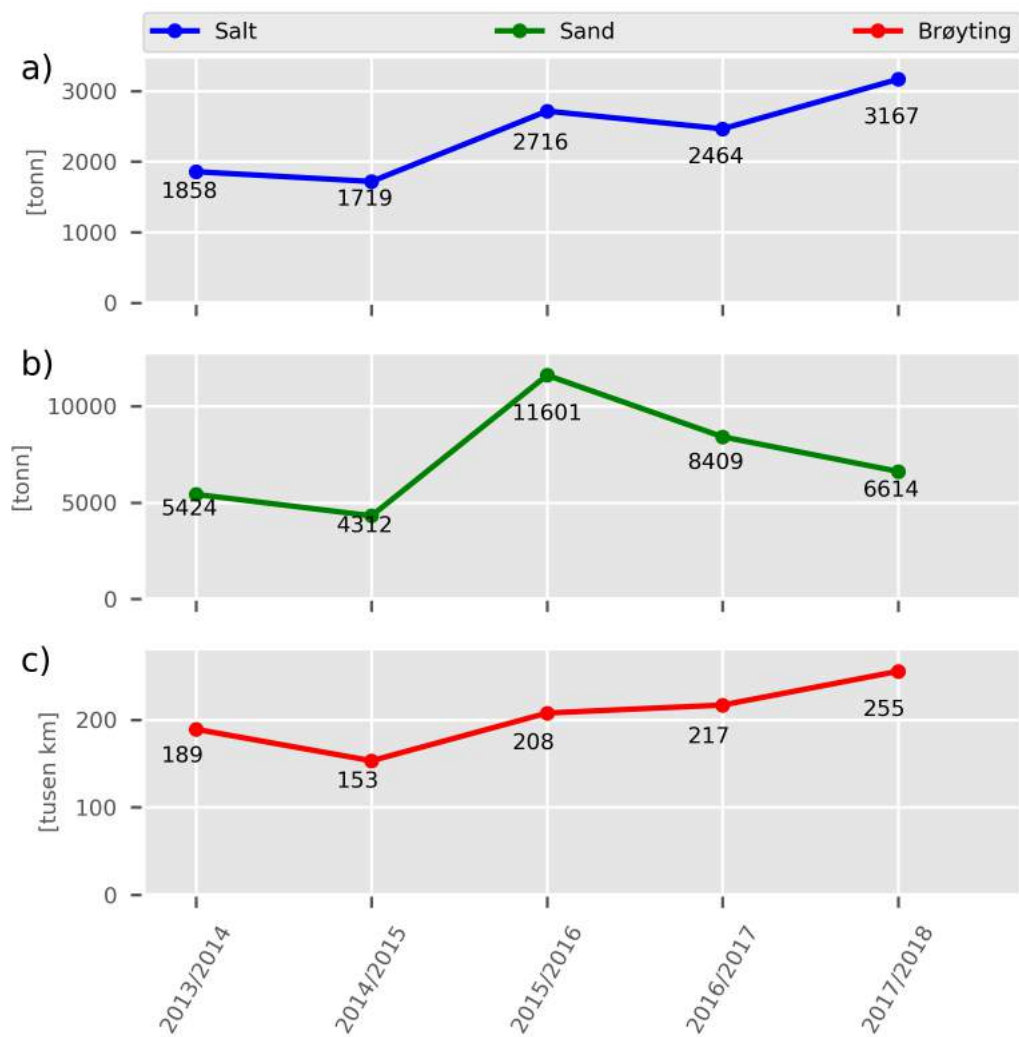 Salt Sand Brøyting
a)
3000
2000
1000
0
[tonn]
1858 1719 2716 2464 3167
b)
10000
5000
0
[tonn]
5424 4312 11601 8409 6614
c)
200
100
0
[tusen km]
189 153 208 217 255
2013/2014 2014/2015 2015/2016 2016/2017 2017/2018